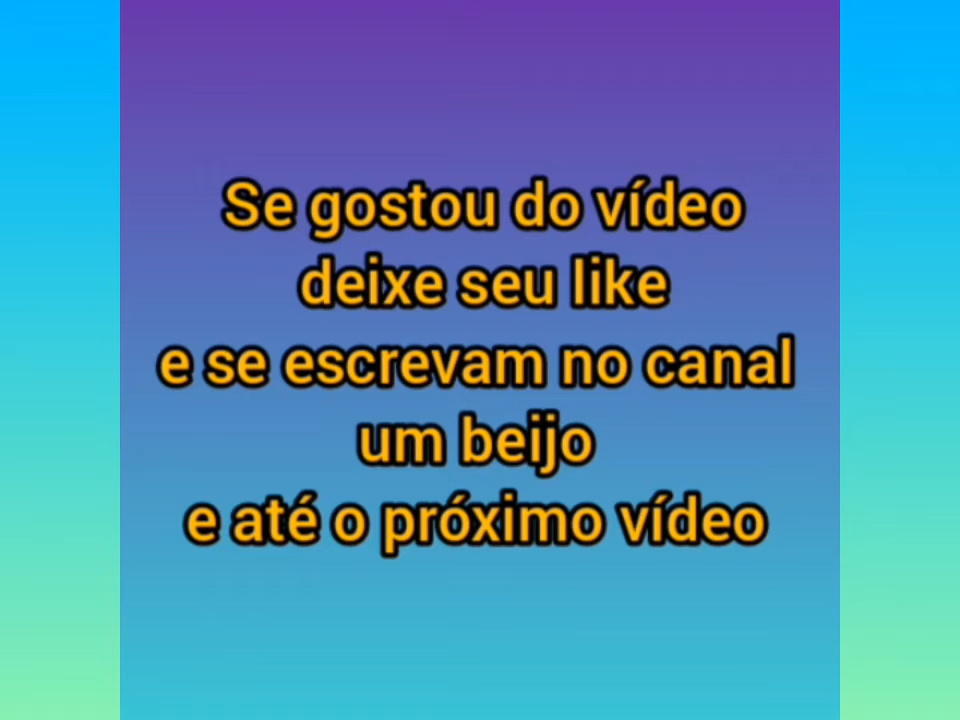 Se gostou do vídeo
deixe seu like
e se escrevam no canal
um beijo
e até o próximo vídeo